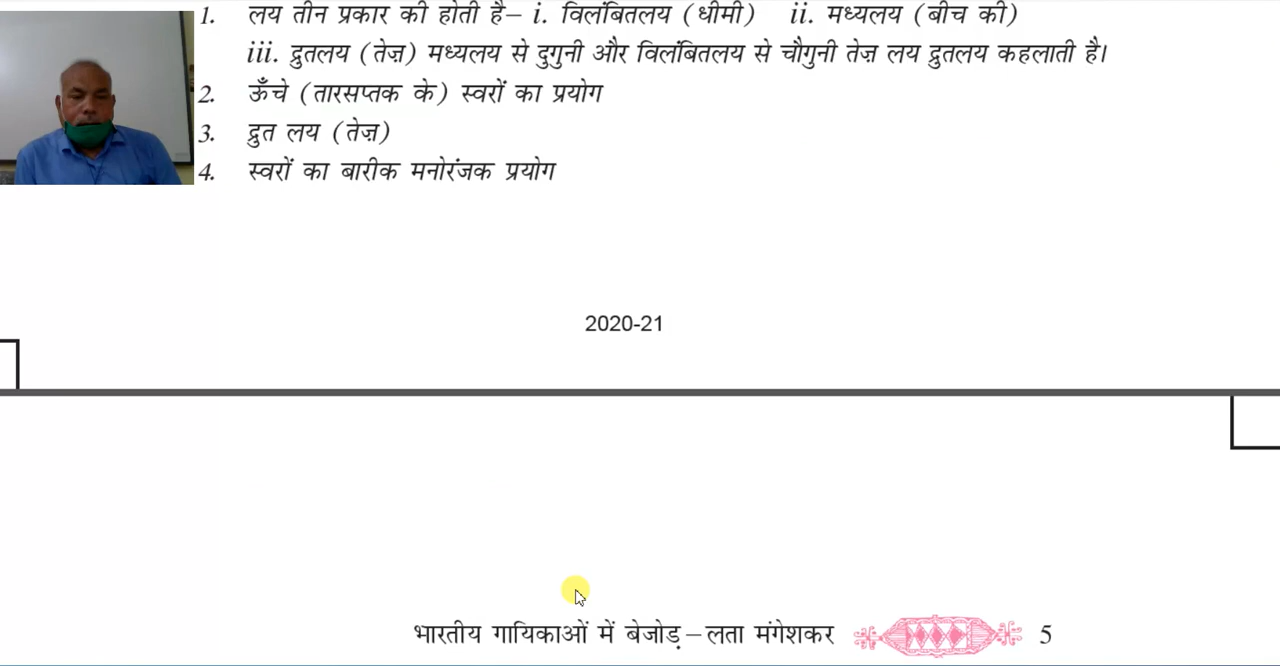 1. लय तीन प्रकार की होती है– i. विलंबितलय (धीमी) ii. मध्यलय (बीच की)
iii. द्रुतलय (तेज़) मध्यलय से दुगुनी और विलंबितलय से चौगुनी तेज़ लय द्रुतलय कहलाती है।
2. ऊँचे (तारसप्तक के) स्वरों का प्रयोग
3. द्रुत लय (तेज़)
4. स्वरों का बारीक मनोरंजक प्रयोग
2020-21
भारतीय गायिकाओं में बेजोड़–लता मंगेशकर 5